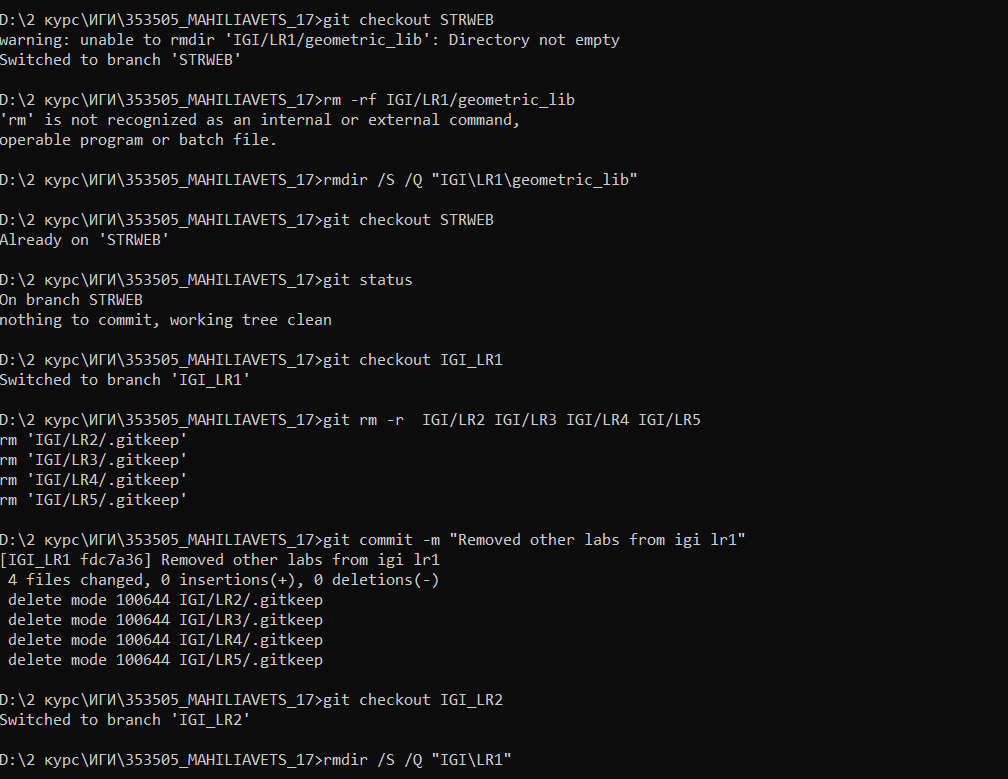 D:\2 курс\ИГИ\353505_MAHILIAVETS_17>git checkout STRWEB
warning: unable to rmdir 'IGI/LR1/geometric_lib': Directory not empty
Switched to branch 'STRWEB'
D:\2 курс\ИГИ\353505_MAHILIAVETS_17>rm -rf IGI/LR1/geometric_lib
'rm' is not recognized as an internal or external command,
operable program or batch file.
D:\2 курс\ИГИ\353505_MAHILIAVETS_17>rmdir /S /Q "IGI\LR1\geometric_lib"
D:\2 курс\ИГИ\353505_MAHILIAVETS_17>git checkout STRWEB
Already on 'STRWEB'
D:\2 курс\ИГИ\353505_MAHILIAVETS_17>git status
On branch STRWEB
nothing to commit, working tree clean
D:\2 курс\ИГИ\353505_MAHILIAVETS_17>git checkout IGI_LR1
Switched to branch 'IGI_LR1'
D:\2 курс\ИГИ\353505_MAHILIAVETS_17>git rm -r  IGI/LR2 IGI/LR3 IGI/LR4 IGI/LR5
rm 'IGI/LR2/.gitkeep'
rm 'IGI/LR3/.gitkeep'
rm 'IGI/LR4/.gitkeep'
rm 'IGI/LR5/.gitkeep'
D:\2 курс\ИГИ\353505_MAHILIAVETS_17>git commit -m "Removed other labs from igi lr1"
[IGI_LR1 fdc7a36] Removed other labs from igi lr1
 4 files changed, 0 insertions(+), 0 deletions(-)
 delete mode 100644 IGI/LR2/.gitkeep
 delete mode 100644 IGI/LR3/.gitkeep
 delete mode 100644 IGI/LR4/.gitkeep
 delete mode 100644 IGI/LR5/.gitkeep
D:\2 курс\ИГИ\353505_MAHILIAVETS_17>git checkout IGI_LR2
Switched to branch 'IGI_LR2'
D:\2 курс\ИГИ\353505_MAHILIAVETS_17>rmdir /S /Q "IGI\LR1"